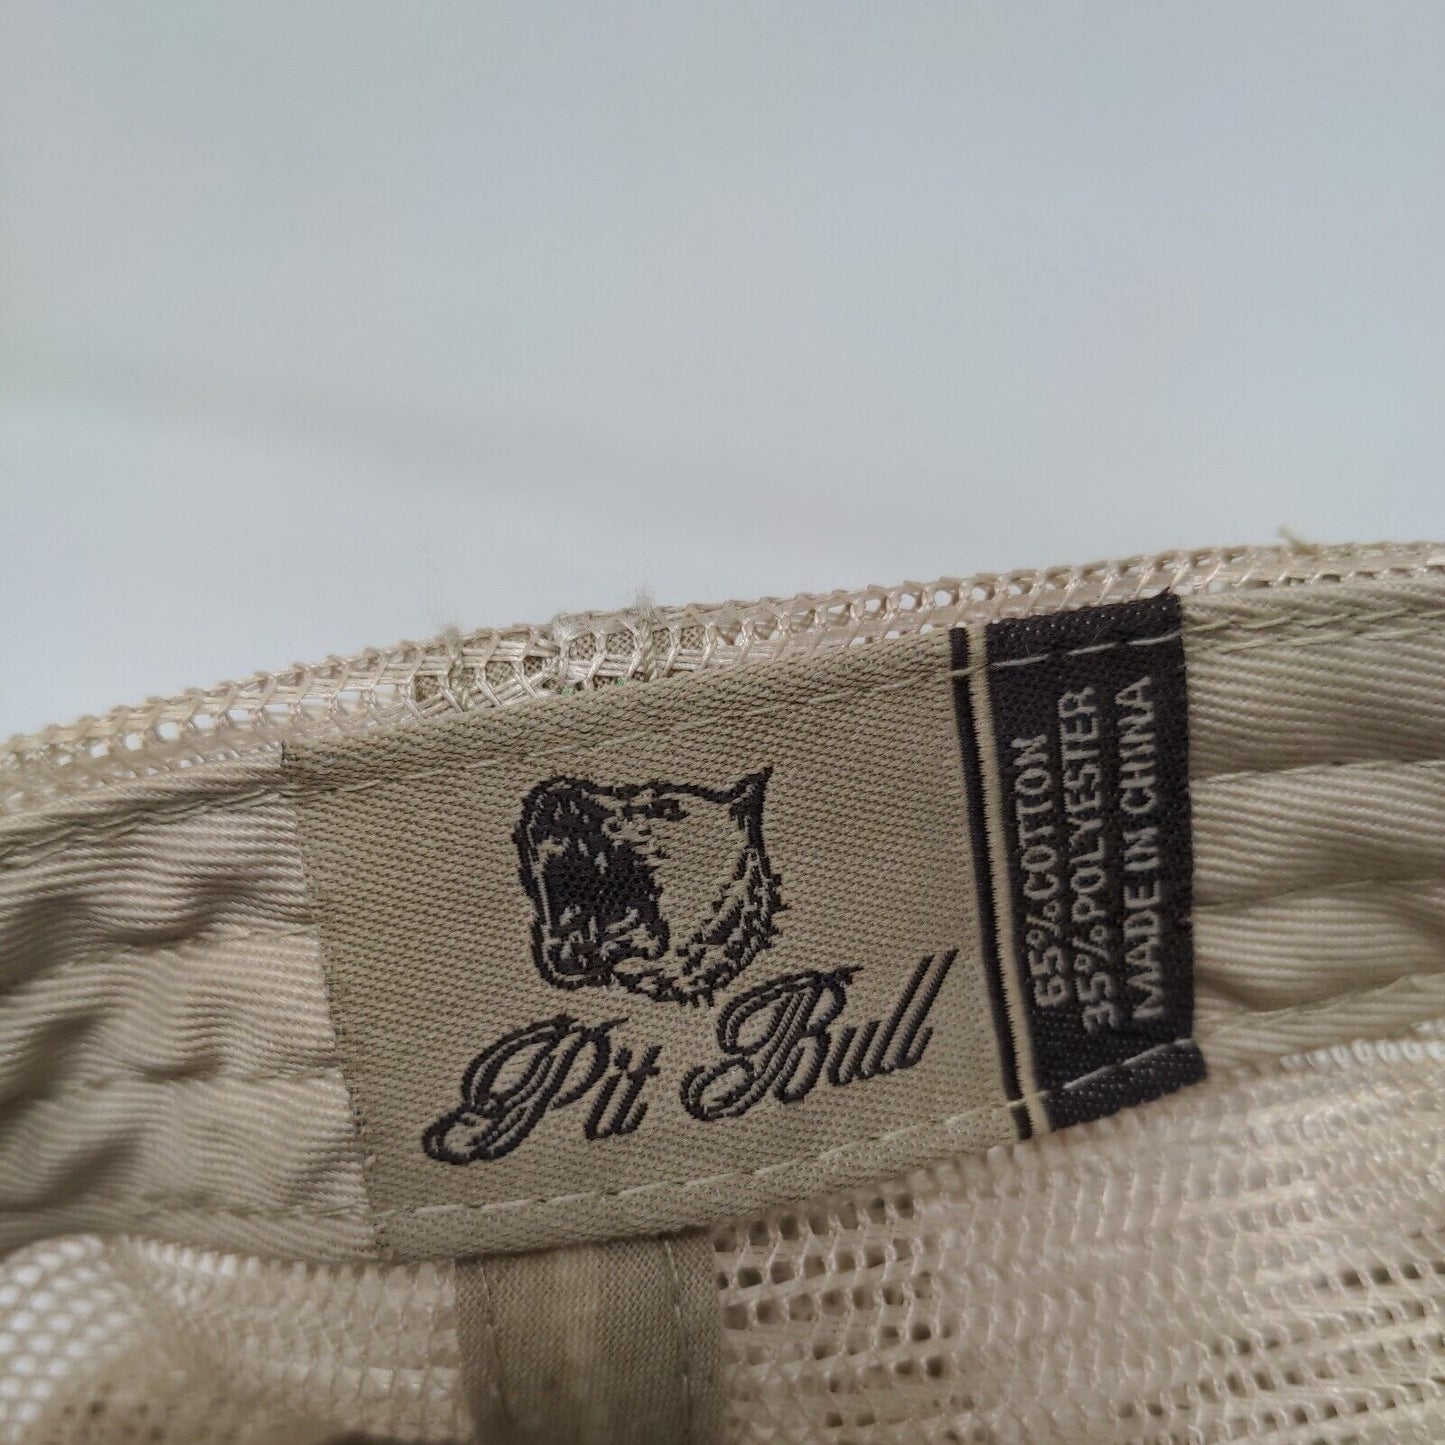 Pit Bull
65% COTTON
35% POLYESTER
MADE IN CHINA